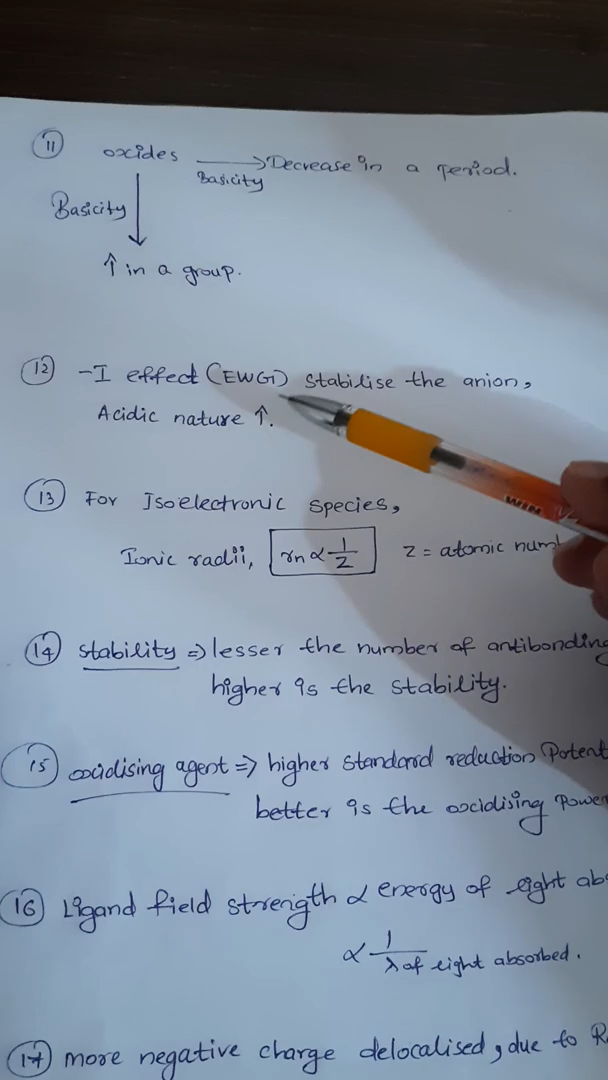 11 oxides → Decrease in a period.
Basicity
Basicity ↓
↑ in a group.
12 -I effect (EWG) stabilise the anion,
Acidic nature ↑.
13 For Isoelectronic species,
Ionic radii, rn ∝ 1/Z Z = atomic
14 stability ⇒ lesser the number of antibonding
higher is the stability.
15 oxidising agent ⇒ higher standard reduction
better is the oxidising power
16 Ligand field strength ∝ energy of light
∝ 1/λ of light absorbed.
17 more negative charge delocalised, due to
WIN